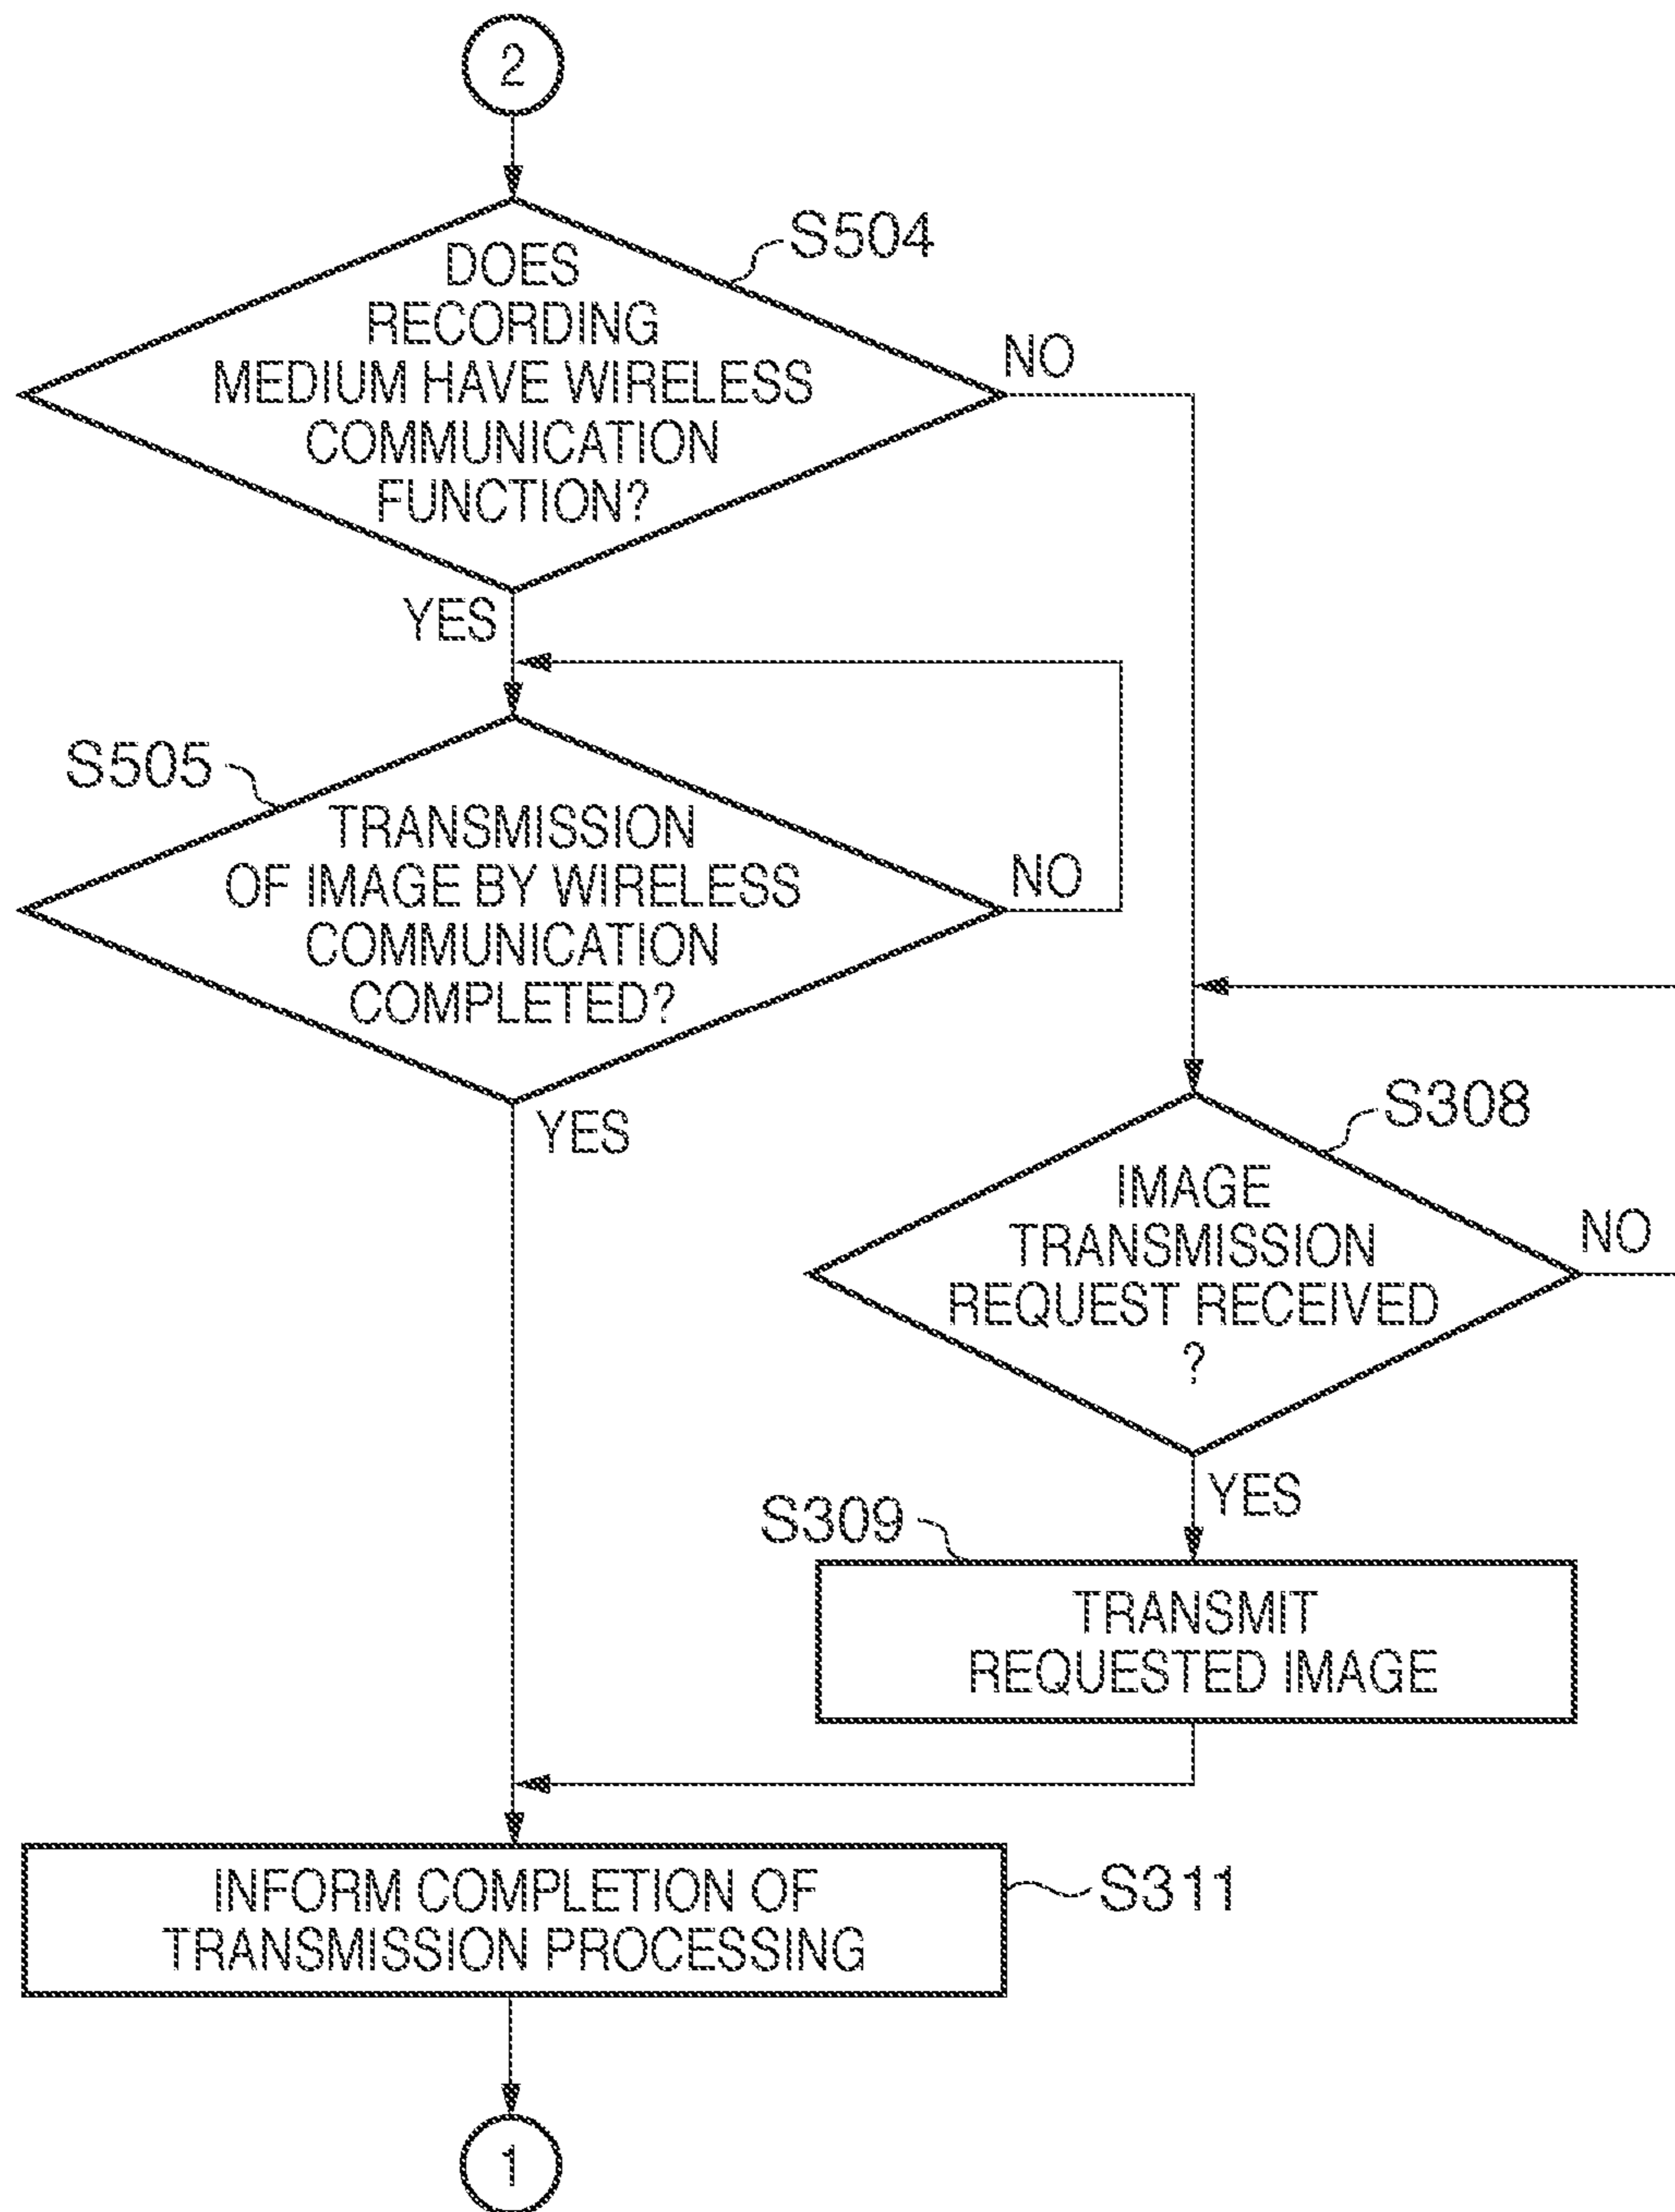 2
S504
DOES
RECORDING
MEDIUM HAVE WIRELESS
COMMUNICATION
FUNCTION?
NO
YES
S505
TRANSMISSION
OF IMAGE BY WIRELESS
COMMUNICATION
COMPLETED?
NO
YES
S308
IMAGE
TRANSMISSION
REQUEST RECEIVED
?
NO
YES
S309
TRANSMIT
REQUESTED IMAGE
INFORM COMPLETION OF
TRANSMISSION PROCESSING
S311
1